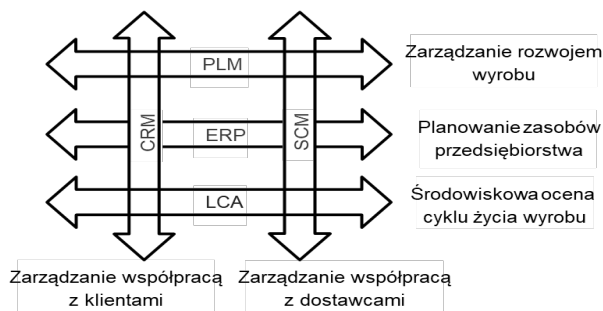 PLM
Zarządzanie rozwojem
wyrobu
CRM
ERP
SCM
Planowanie zasobów
przedsiębiorstwa
LCA
Środowiskowa ocena
cyklu życia wyrobu
Zarządzanie współpracą
z klientami
Zarządzanie współpracą
z dostawcami